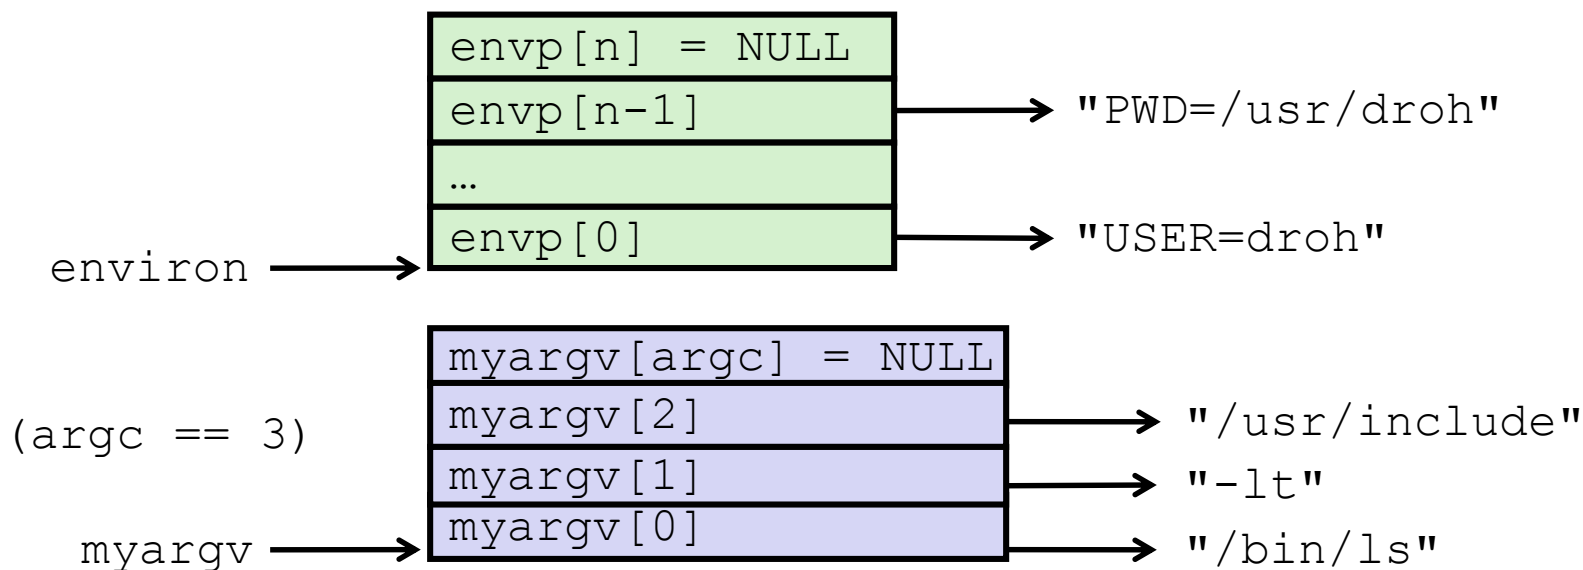 envp[n] = NULL
envp[n-1] "PWD=/usr/droh"
…
envp[0] "USER=droh"
environ
myargv[argc] = NULL
(argc == 3) myargv[2] "/usr/include"
myargv[1] "-lt"
myargv myargv[0] "/bin/ls"